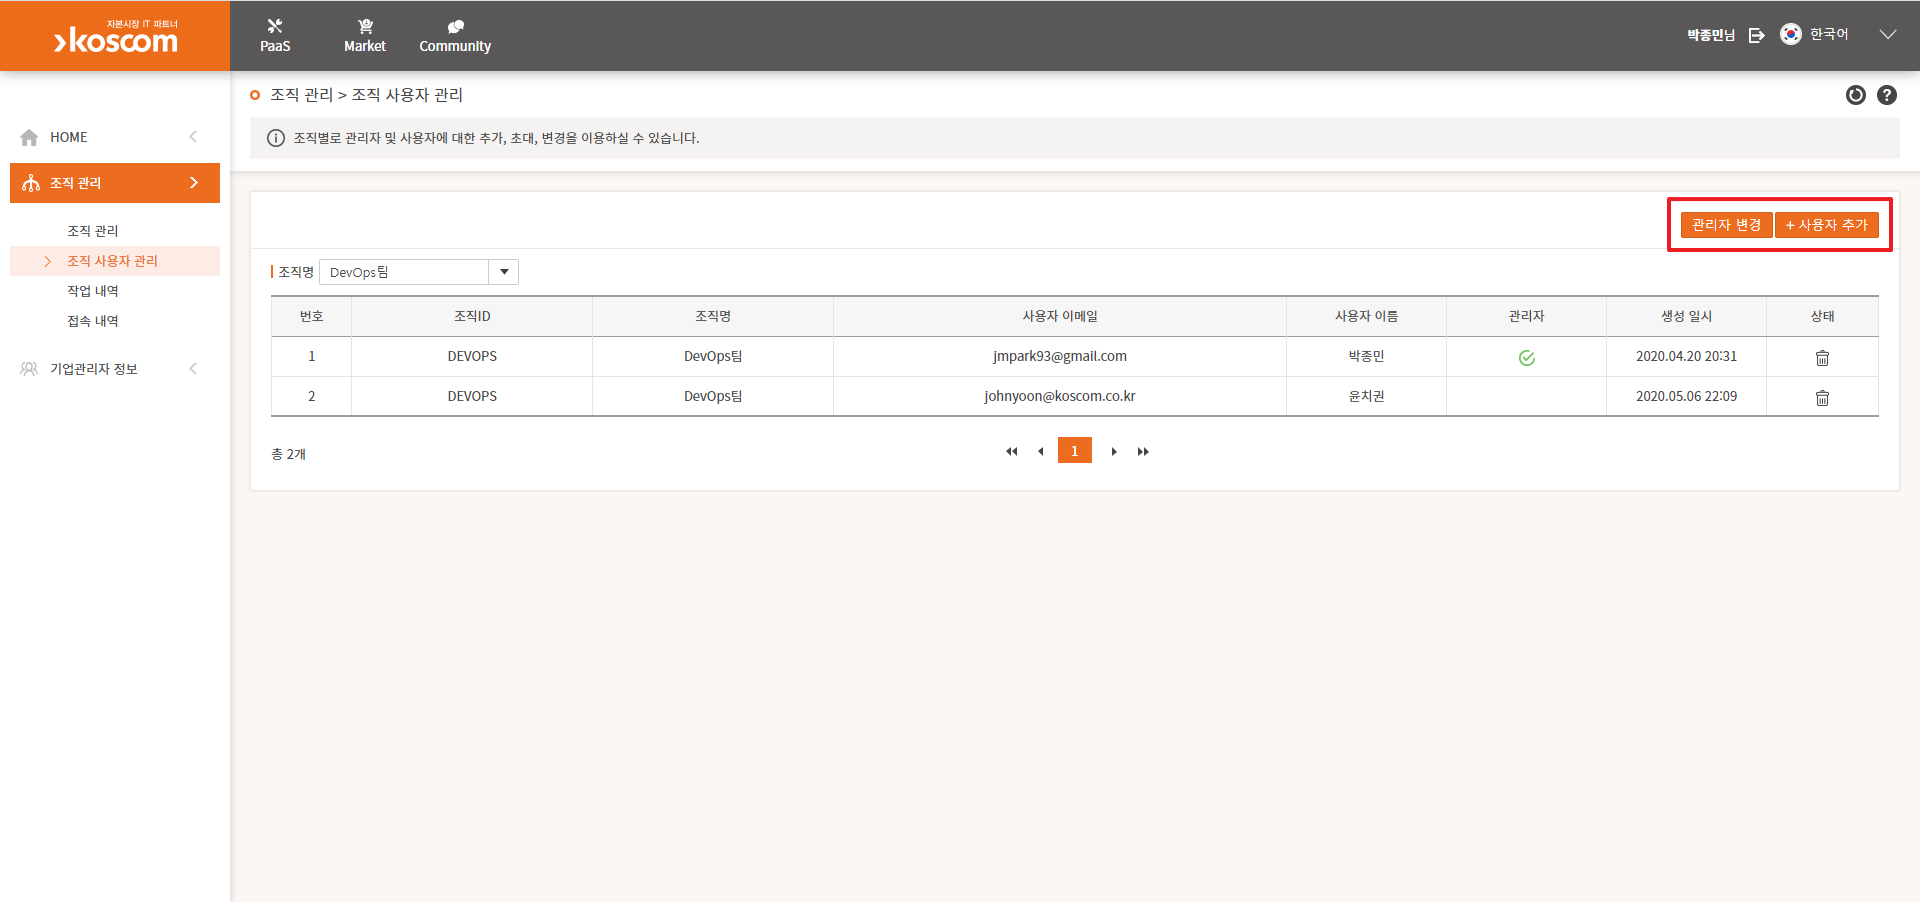 자본시장 IT 파트너
koscom
PaaS
Market
Community
박종민님
한국어
조직 관리 > 조직 사용자 관리
조직별로 관리자 및 사용자에 대한 추가, 초대, 변경을 이용하실 수 있습니다.
HOME
조직 관리
조직 관리
조직 사용자 관리
작업 내역
접속 내역
기업관리자 정보
관리자 변경
+ 사용자 추가
조직명
DevOps팀
번호 조직ID 조직명 사용자 이메일 사용자 이름 관리자 생성 일시 상태
1 DEVOPS DevOps팀 jmpark93@gmail.com 박종민 2020.04.20 20:31
2 DEVOPS DevOps팀 johnyoon@koscom.co.kr 윤치권 2020.05.06 22:09
총 2개
1